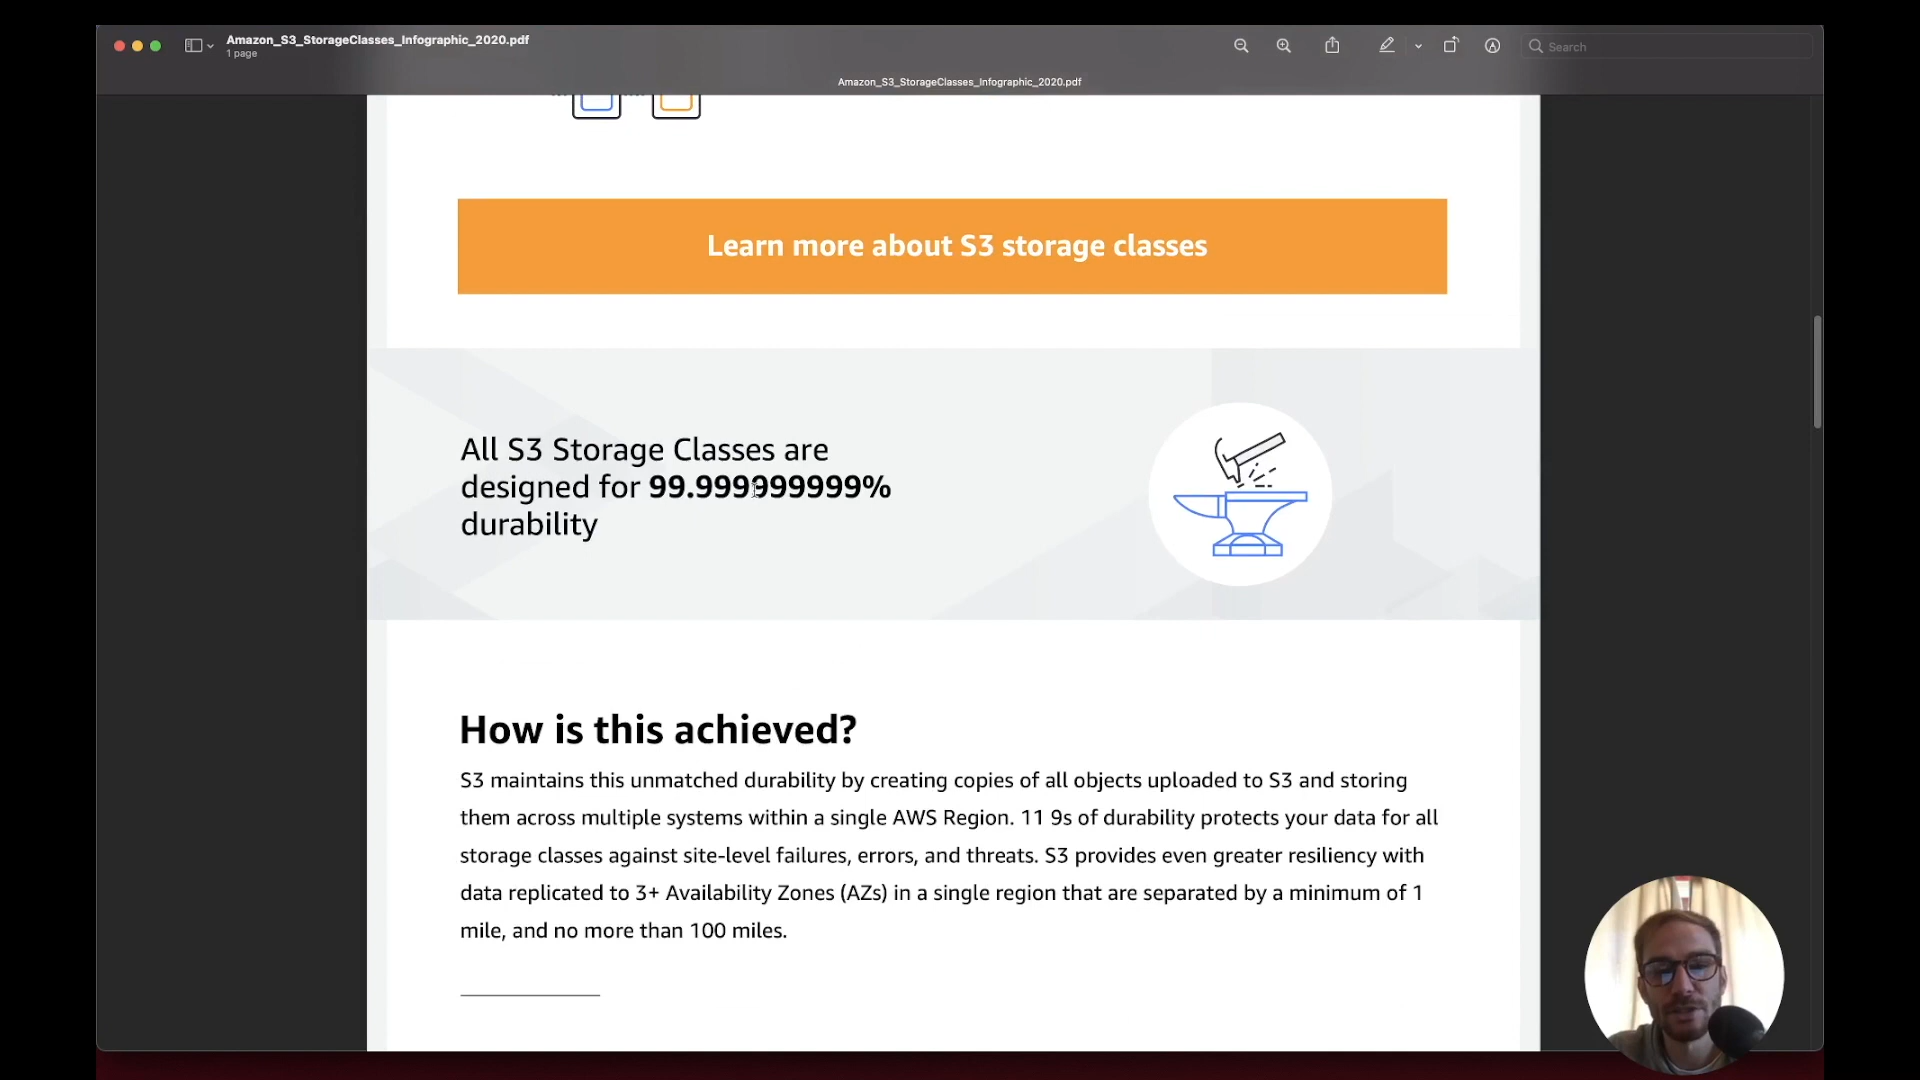 Amazon_S3_StorageClasses_Infographic_2020.pdf
1 page
Search
Amazon_S3_StorageClasses_Infographic_2020.pdf
Learn more about S3 storage classes
All S3 Storage Classes are
designed for 99.999999999%
durability
How is this achieved?
S3 maintains this unmatched durability by creating copies of all objects uploaded to S3 and storing
them across multiple systems within a single AWS Region. 11 9s of durability protects your data for all
storage classes against site-level failures, errors, and threats. S3 provides even greater resiliency with
data replicated to 3+ Availability Zones (AZs) in a single region that are separated by a minimum of 1
mile, and no more than 100 miles.